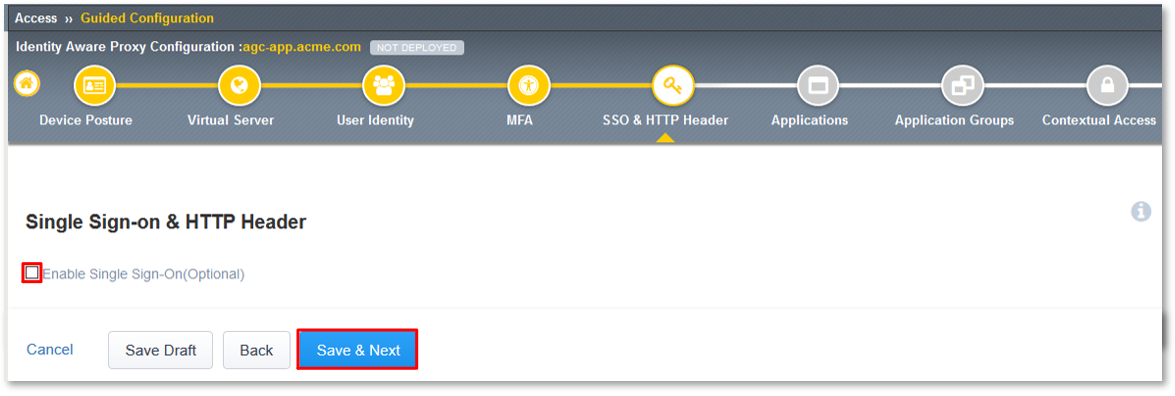 Access ›› Guided Configuration
Identity Aware Proxy Configuration :agc-app.acme.com NOT DEPLOYED
Device Posture Virtual Server User Identity MFA SSO & HTTP Header Applications Application Groups Contextual Access
Single Sign-on & HTTP Header
Enable Single Sign-On(Optional)
Cancel Save Draft Back Save & Next